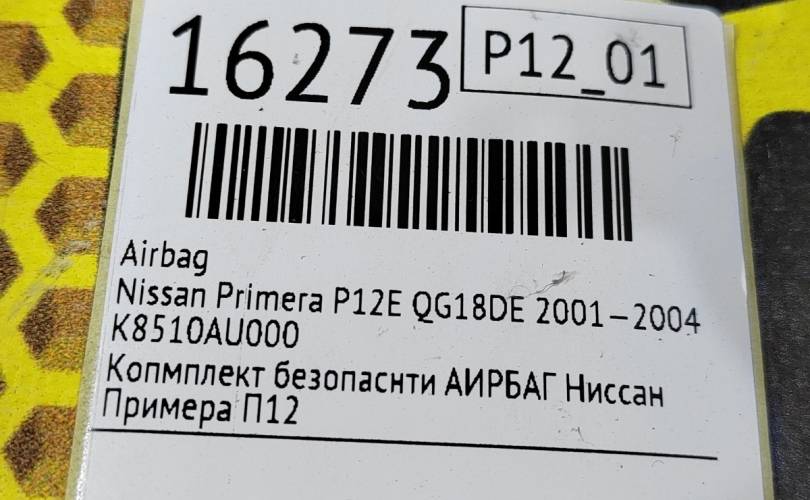 16273
P12_01
Airbag
Nissan Primera P12E QG18DE 2001-2004
K8510AU000
Копмплект безопаснти АИРБАГ Ниссан
Примера П12